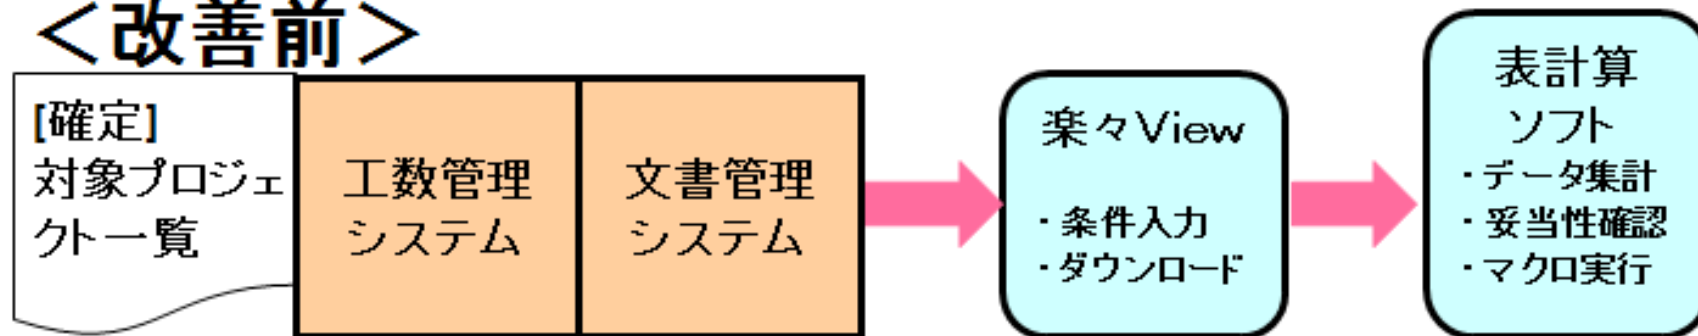 ＜改善前＞
[確定]
対象プロジェ
クト一覧
工数管理
システム
文書管理
システム
楽々View
・条件入力
・ダウンロード
表計算
ソフト
・データ集計
・妥当性確認
・マクロ実行